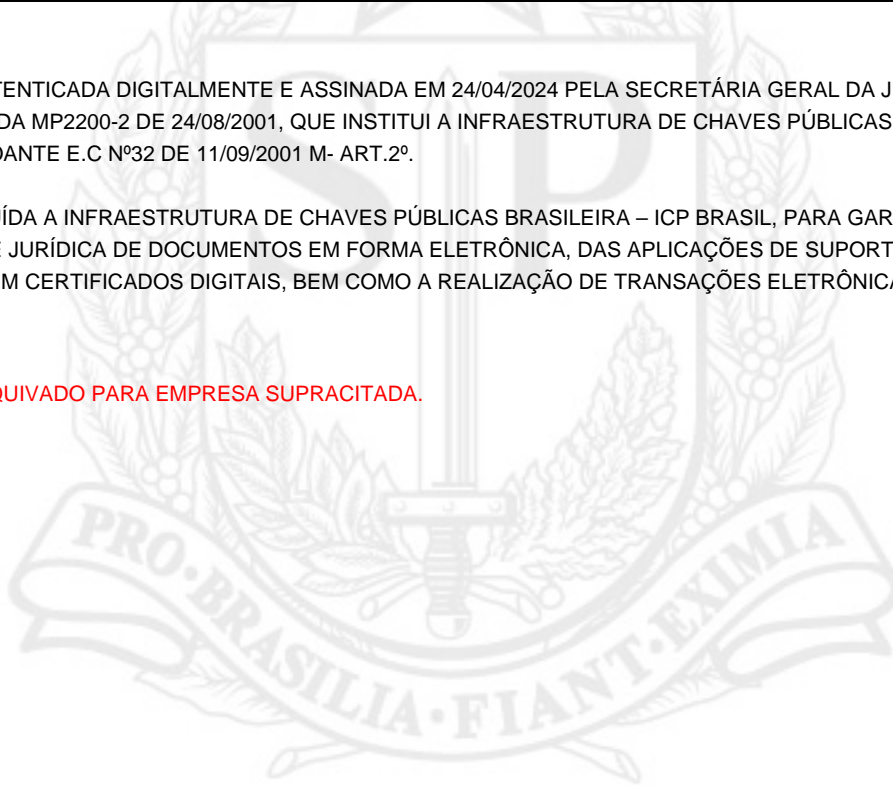 TENTICADA DIGITALMENTE E ASSINADA EM 24/04/2024 PELA SECRETÁRIA GERAL DA J
DA MP2200-2 DE 24/08/2001, QUE INSTITUI A INFRAESTRUTURA DE CHAVES PÚBLICAS
DANTE E.C Nº32 DE 11/09/2001 M- ART.2º.
ÍDA A INFRAESTRUTURA DE CHAVES PÚBLICAS BRASILEIRA – ICP BRASIL, PARA GAR
E JURÍDICA DE DOCUMENTOS EM FORMA ELETRÔNICA, DAS APLICAÇÕES DE SUPORT
M CERTIFICADOS DIGITAIS, BEM COMO A REALIZAÇÃO DE TRANSAÇÕES ELETRÔNICA
QUIVADO PARA EMPRESA SUPRACITADA.
SP
PRO·BRASILIA·FIANT·EXIMIA